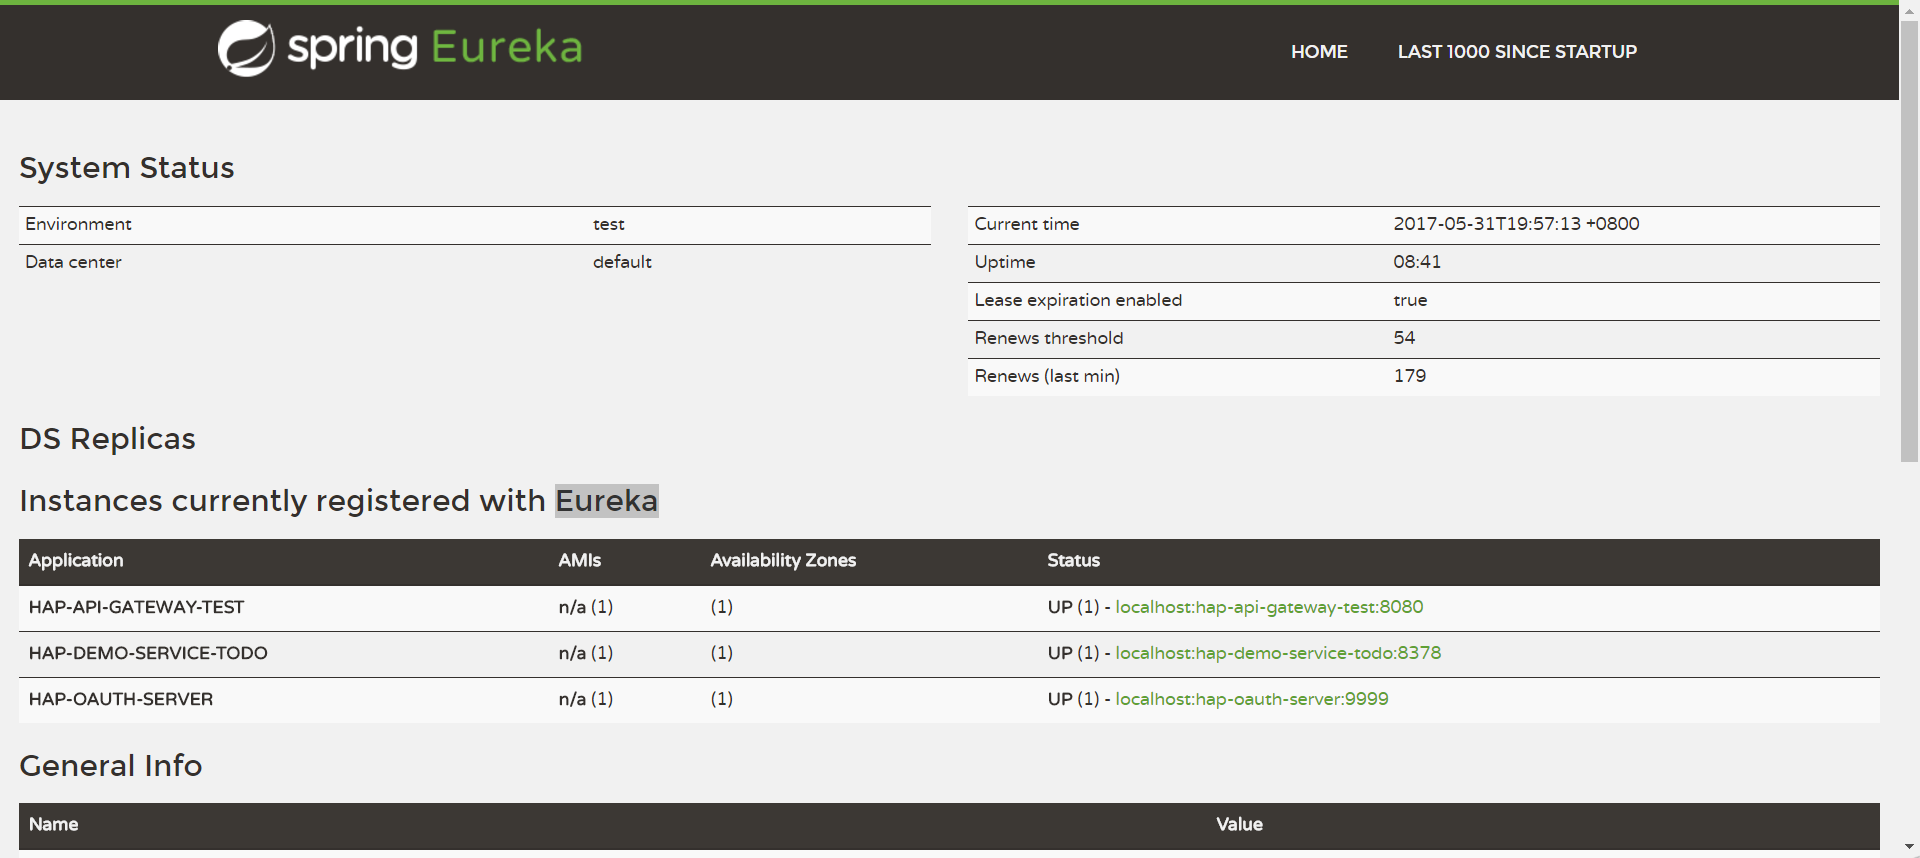 spring Eureka
HOME LAST 1000 SINCE STARTUP
System Status
Environment test
Data center default
Current time 2017-05-31T19:57:13 +0800
Uptime 08:41
Lease expiration enabled true
Renews threshold 54
Renews (last min) 179
DS Replicas
Instances currently registered with Eureka
Application AMIs Availability Zones Status
HAP-API-GATEWAY-TEST n/a (1) (1) UP (1) - localhost:hap-api-gateway-test:8080
HAP-DEMO-SERVICE-TODO n/a (1) (1) UP (1) - localhost:hap-demo-service-todo:8378
HAP-OAUTH-SERVER n/a (1) (1) UP (1) - localhost:hap-oauth-server:9999
General Info
Name Value